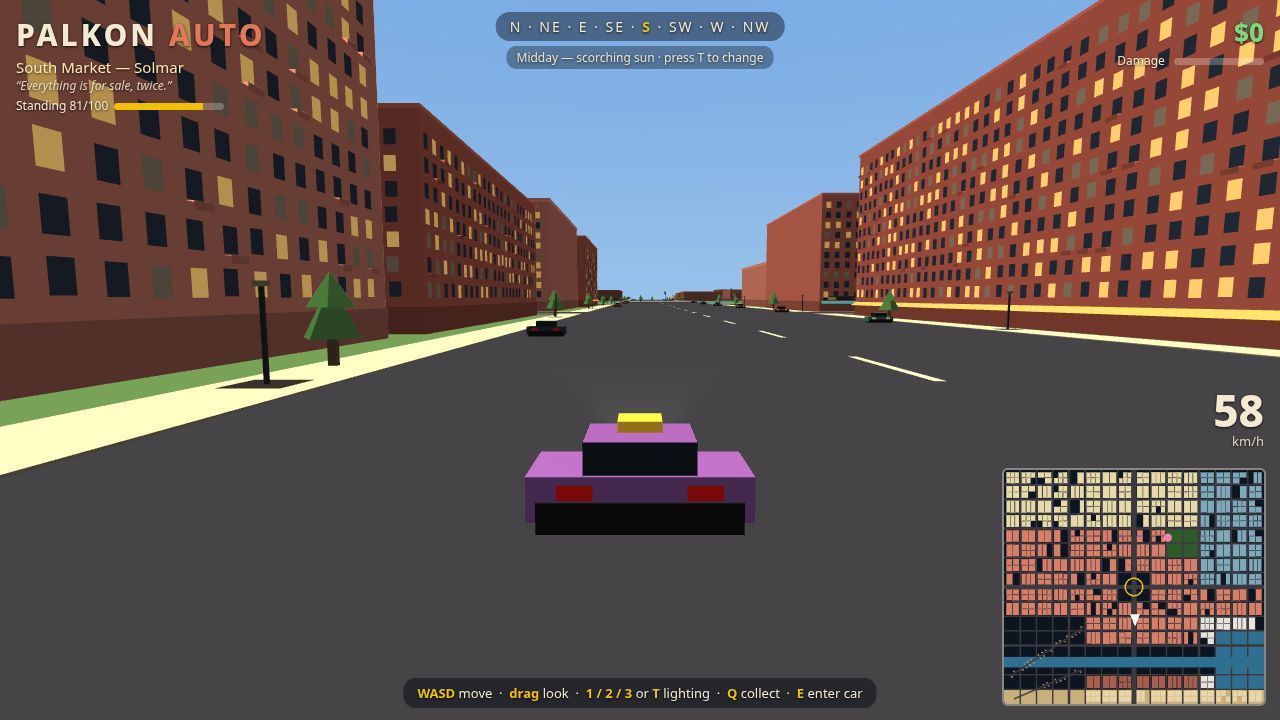 PALKON AUTO
South Market — Solmar
“Everything is for sale, twice.”
Standing 81/100
N · NE · E · SE · S · SW · W · NW
Midday — scorching sun · press T to change
$0
Damage
58
km/h
WASD move · drag look · 1 / 2 / 3 or T lighting · Q collect · E enter car